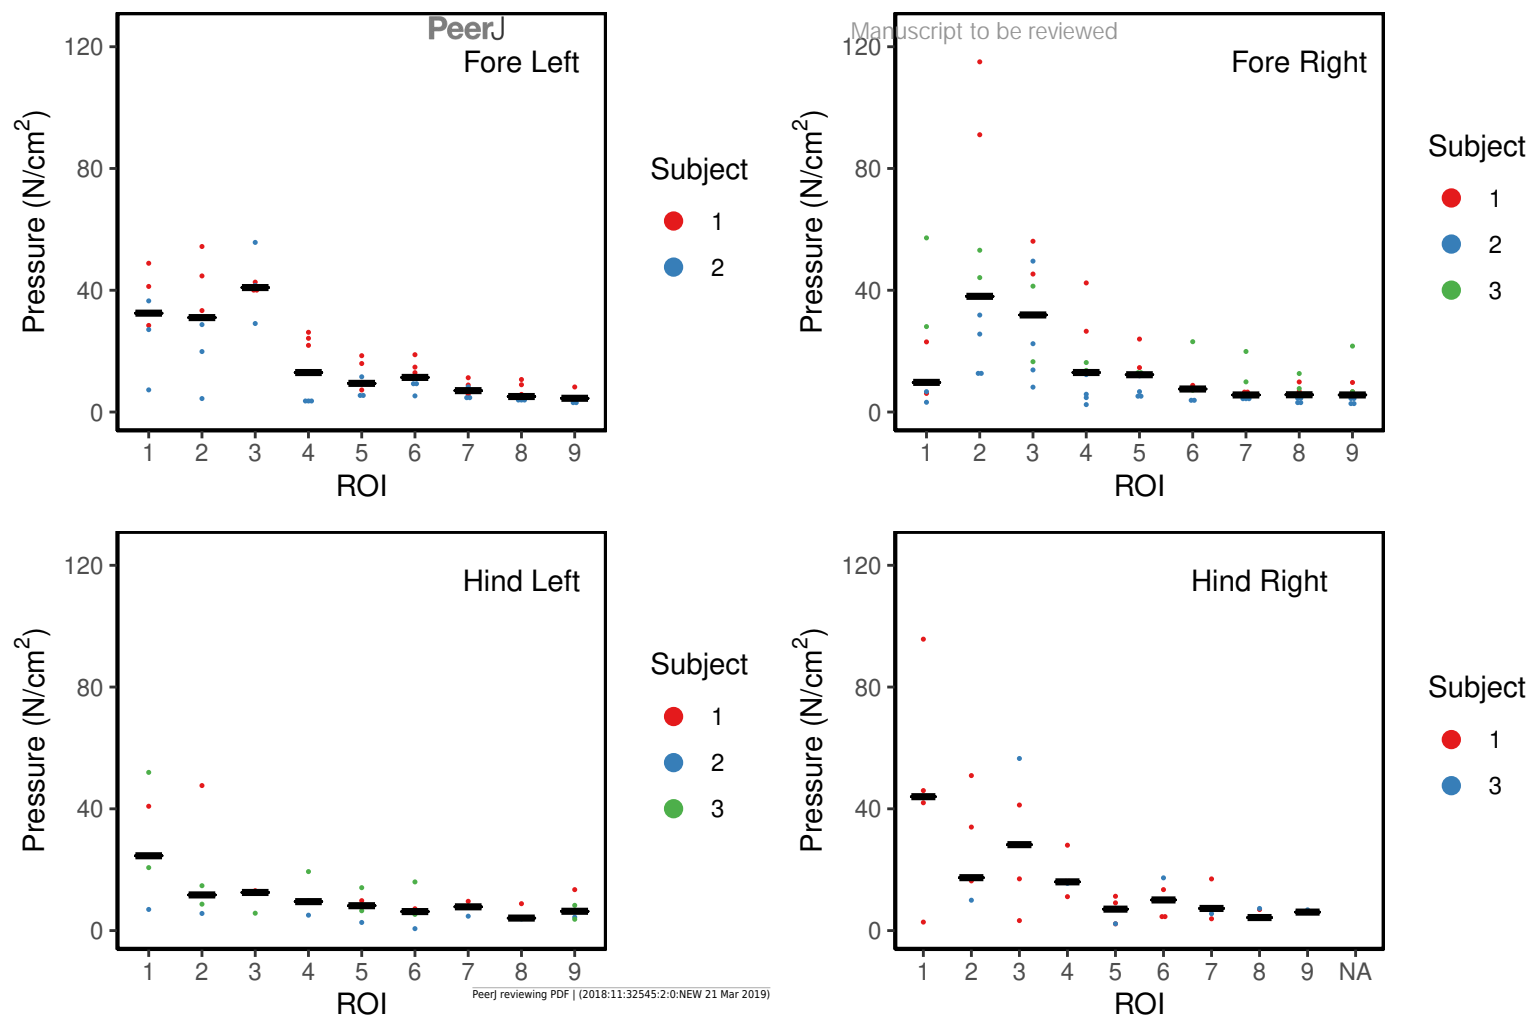 PeerJ
Manuscript to be reviewed
Fore Left
Pressure (N/cm²)
120
80
40
0
1 2 3 4 5 6 7 8 9
ROI
Subject
1
2
Fore Right
Pressure (N/cm²)
120
80
40
0
1 2 3 4 5 6 7 8 9
ROI
Subject
1
2
3
Hind Left
Pressure (N/cm²)
120
80
40
0
1 2 3 4 5 6 7 8 9
ROI
Subject
1
2
3
Hind Right
Pressure (N/cm²)
120
80
40
0
1 2 3 4 5 6 7 8 9 NA
ROI
Subject
1
3
PeerJ reviewing PDF | (2018:11:32545:2:0:NEW 21 Mar 2019)